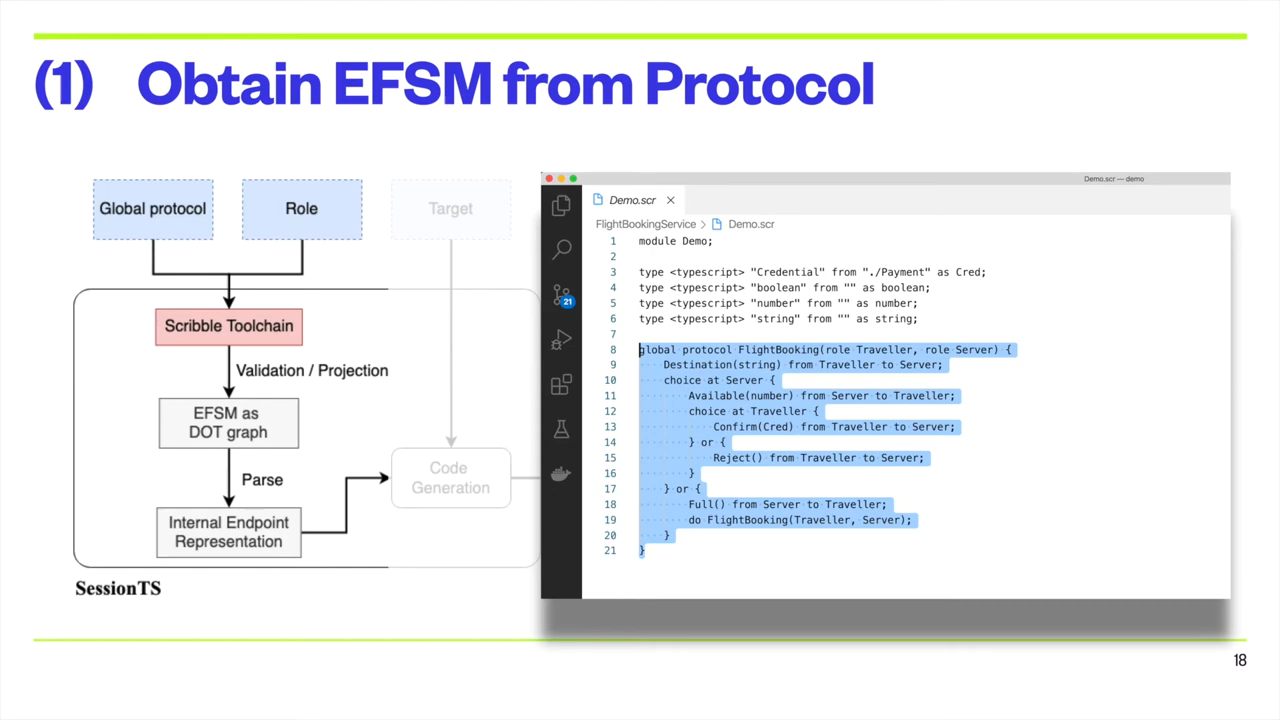 (1) Obtain EFSM from Protocol
Global protocol
Role
Target
Scribble Toolchain
Validation / Projection
EFSM as
DOT graph
Parse
Internal Endpoint
Representation
Code
Generation
SessionTS
Demo.scr — demo
Demo.scr
FlightBookingService > Demo.scr
21
1 module Demo;
2
3 type <typescript> "Credential" from "./Payment" as Cred;
4 type <typescript> "boolean" from "" as boolean;
5 type <typescript> "number" from "" as number;
6 type <typescript> "string" from "" as string;
7
8 global protocol FlightBooking(role Traveller, role Server) {
9 Destination(string) from Traveller to Server;
10 choice at Server {
11 Available(number) from Server to Traveller;
12 choice at Traveller {
13 Confirm(Cred) from Traveller to Server;
14 } or {
15 Reject() from Traveller to Server;
16 }
17 } or {
18 Full() from Server to Traveller;
19 do FlightBooking(Traveller, Server);
20 }
21 }
18